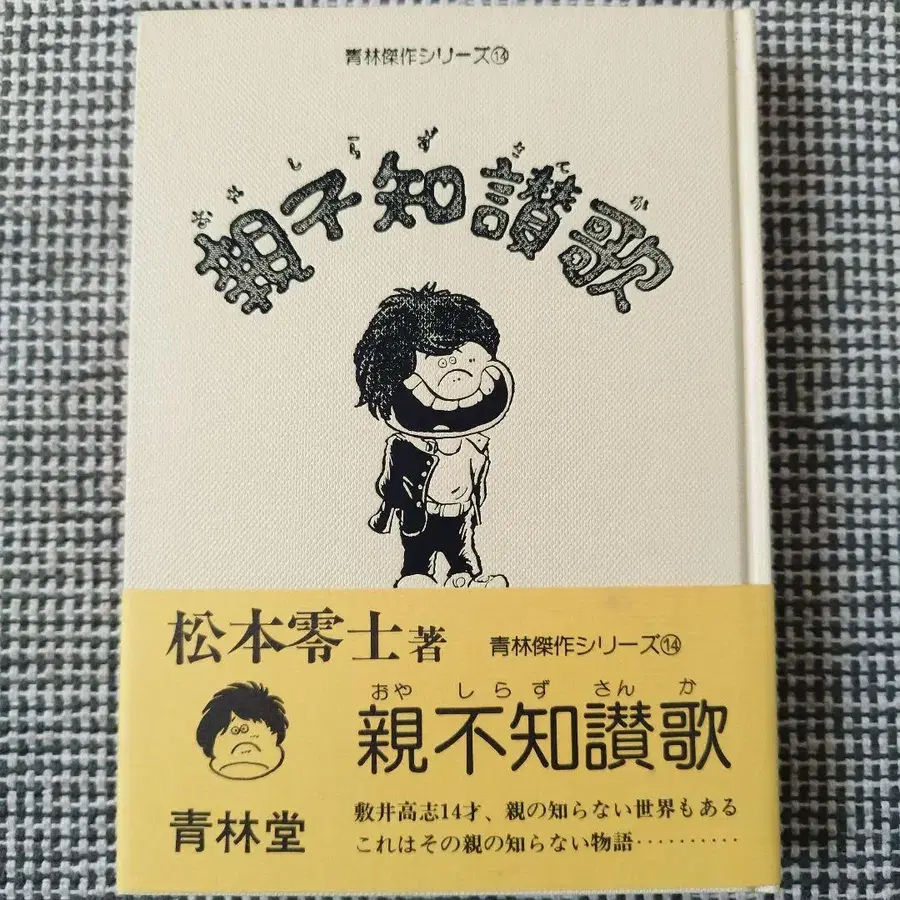 青林傑作シリーズ⑭
おやしらずさんか
親不知讃歌
松本零士著
青林傑作シリーズ⑭
おや しらず さん か
親不知讃歌
青林堂
敷井高志14才、親の知らない世界もある
これはその親の知らない物語‥‥‥‥‥